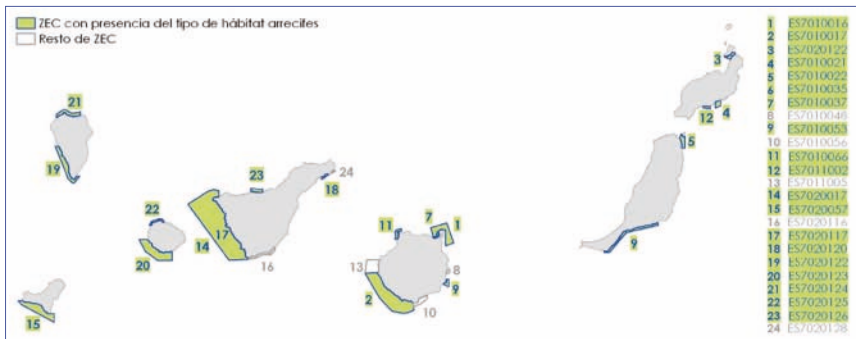 ZEC con presencia del tipo de hábitat arrecifes
Resto de ZEC
3
21
12
4
5
19
23
24
18
22
11
7
1
17
14
20
16
13
8
9
9
2
10
15
1 ES7010016
2 ES7010017
3 ES7020122
4 ES7010021
5 ES7010022
6 ES7010035
7 ES7010037
8 ES7010048
9 ES7010053
10 ES7010056
11 ES7010066
12 ES7011002
13 ES7011005
14 ES7020017
15 ES7020057
16 ES7020116
17 ES7020117
18 ES7020120
19 ES7020122
20 ES7020123
21 ES7020124
22 ES7020125
23 ES7020126
24 ES7020128